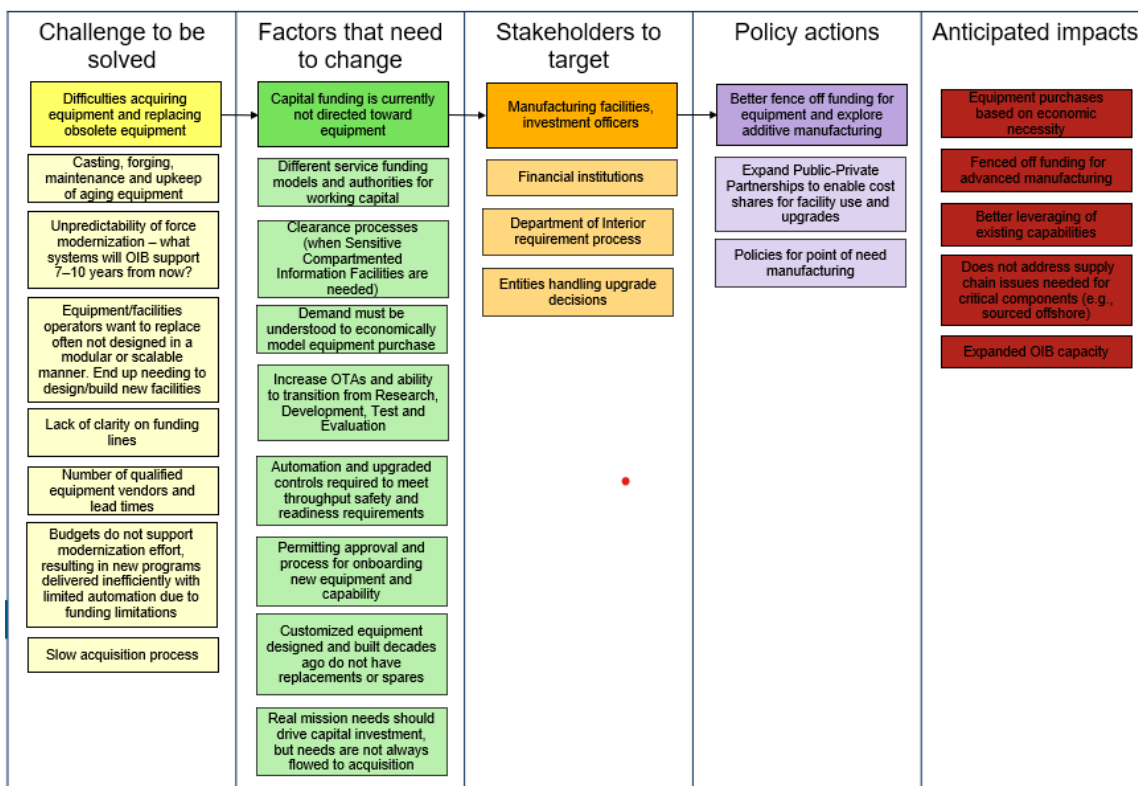 Challenge to be
solved
Difficulties acquiring
equipment and replacing
obsolete equipment
Casting, forging,
maintenance and upkeep
of aging equipment
Unpredictability of force
modernization – what
systems will OIB support
7–10 years from now?
Equipment/facilities
operators want to replace
often not designed in a
modular or scalable
manner. End up needing to
design/build new facilities
Lack of clarity on funding
lines
Number of qualified
equipment vendors and
lead times
Budgets do not support
modernization effort,
resulting in new programs
delivered inefficiently with
limited automation due to
funding limitations
Slow acquisition process
Factors that need
to change
Capital funding is currently
not directed toward
equipment
Different service funding
models and authorities for
working capital
Clearance processes
(when Sensitive
Compartmented
Information Facilities are
needed)
Demand must be
understood to economically
model equipment purchase
Increase OTAs and ability
to transition from Research,
Development, Test and
Evaluation
Automation and upgraded
controls required to meet
throughput safety and
readiness requirements
Permitting approval and
process for onboarding
new equipment and
capability
Customized equipment
designed and built decades
ago do not have
replacements or spares
Real mission needs should
drive capital investment,
but needs are not always
flowed to acquisition
Stakeholders to
target
Manufacturing facilities,
investment officers
Financial institutions
Department of Interior
requirement process
Entities handling upgrade
decisions
Policy actions
Better fence off funding for
equipment and explore
additive manufacturing
Expand Public-Private
Partnerships to enable cost
shares for facility use and
upgrades
Policies for point of need
manufacturing
Anticipated impacts
Equipment purchases
based on economic
necessity
Fenced off funding for
advanced manufacturing
Better leveraging of
existing capabilities
Does not address supply
chain issues needed for
critical components (e.g.,
sourced offshore)
Expanded OIB capacity